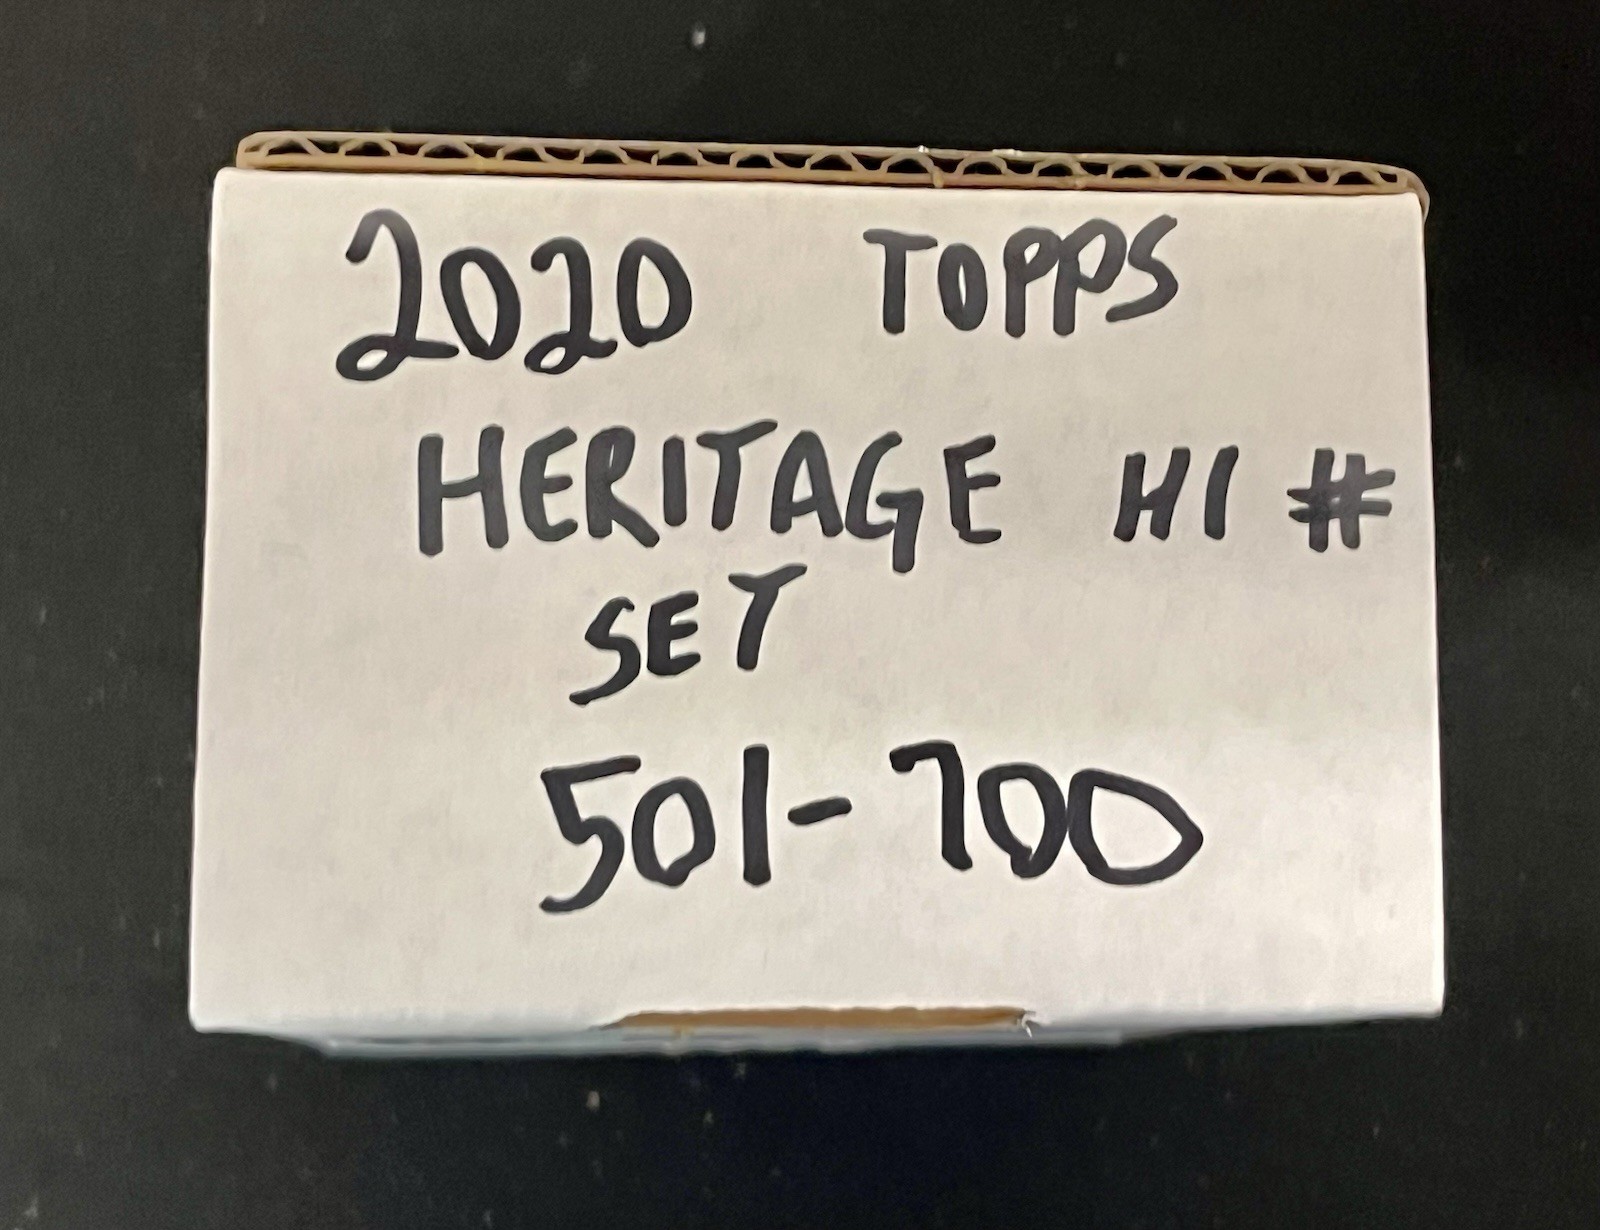 2020 TOPPS
HERITAGE HI #
SET
501-700